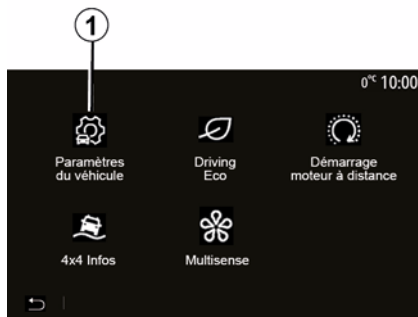 1
0°C 10:00
Paramètres
du véhicule
Driving
Eco
Démarrage
moteur à distance
4x4 Infos
Multisense